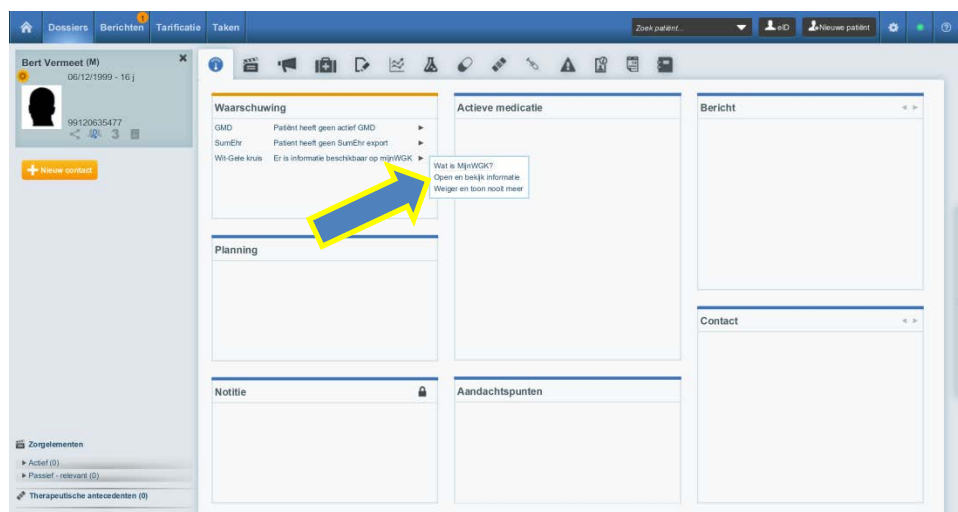 Dossiers Berichten 1 Tarificatie Taken Zoek patiënt... eID Nieuwe patiënt
Bert Vermeet (M)
06/12/1999 - 16 j
99120635477
3
Nieuw contact
Zorgelementen
Actief (0)
Passief - relevant (0)
Therapeutische antecedenten (0)
Waarschuwing
GMD Patiënt heeft geen actief GMD
SumEhr Patient heeft geen SumEhr export
Wit-Gele kruis Er is informatie beschikbaar op mijnWGK
Wat is MijnWGK?
Open en bekijk informatie
Weiger en toon nooit meer
Planning
Notitie
Actieve medicatie
Aandachtspunten
Bericht
Contact